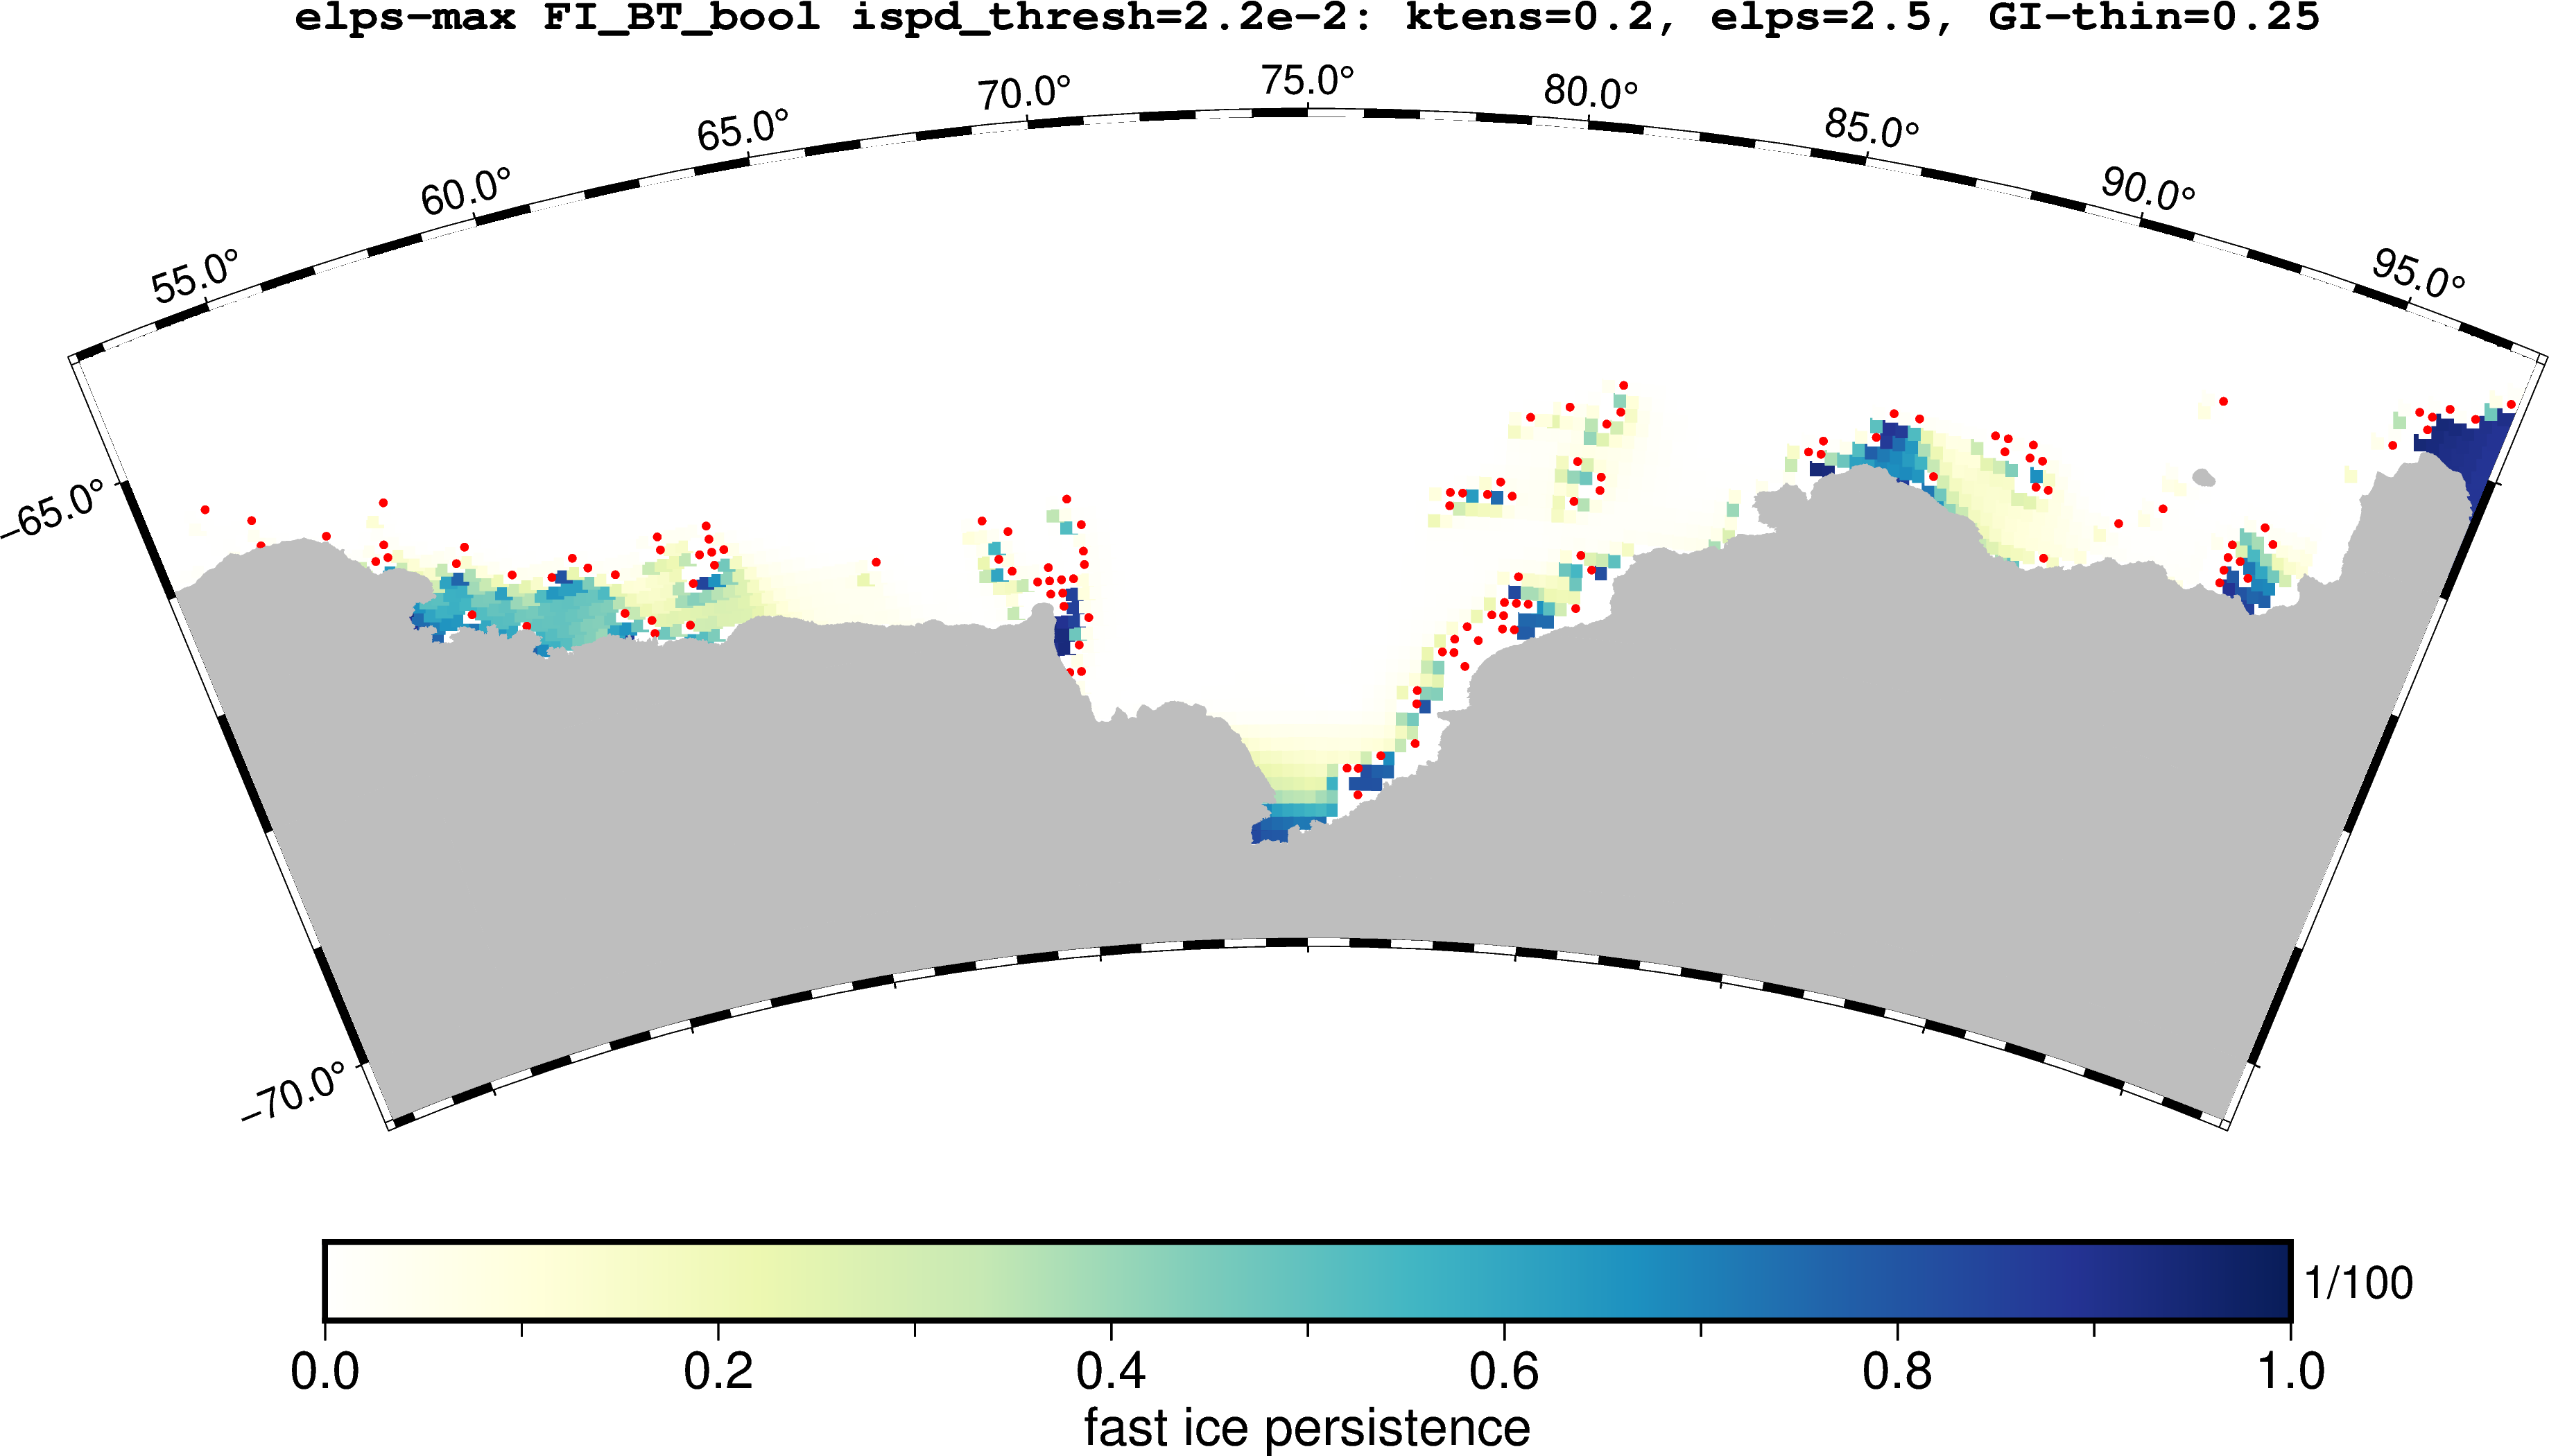 elps-max FI_BT_bool ispd_thresh=2.2e-2: ktens=0.2, elps=2.5, GI-thin=0.25
55.0° 60.0° 65.0° 70.0° 75.0° 80.0° 85.0° 90.0° 95.0°
-65.0°
-70.0°
1/100
0.0 0.2 0.4 0.6 0.8 1.0
fast ice persistence